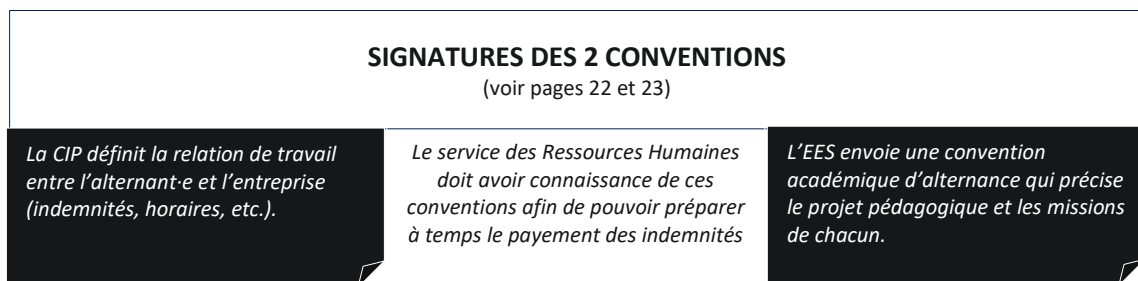 SIGNATURES DES 2 CONVENTIONS
(voir pages 22 et 23)
La CIP définit la relation de travail
entre l’alternant·e et l’entreprise
(indemnités, horaires, etc.).
Le service des Ressources Humaines
doit avoir connaissance de ces
conventions afin de pouvoir préparer
à temps le payement des indemnités
L’EES envoie une convention
académique d’alternance qui précise
le projet pédagogique et les missions
de chacun.